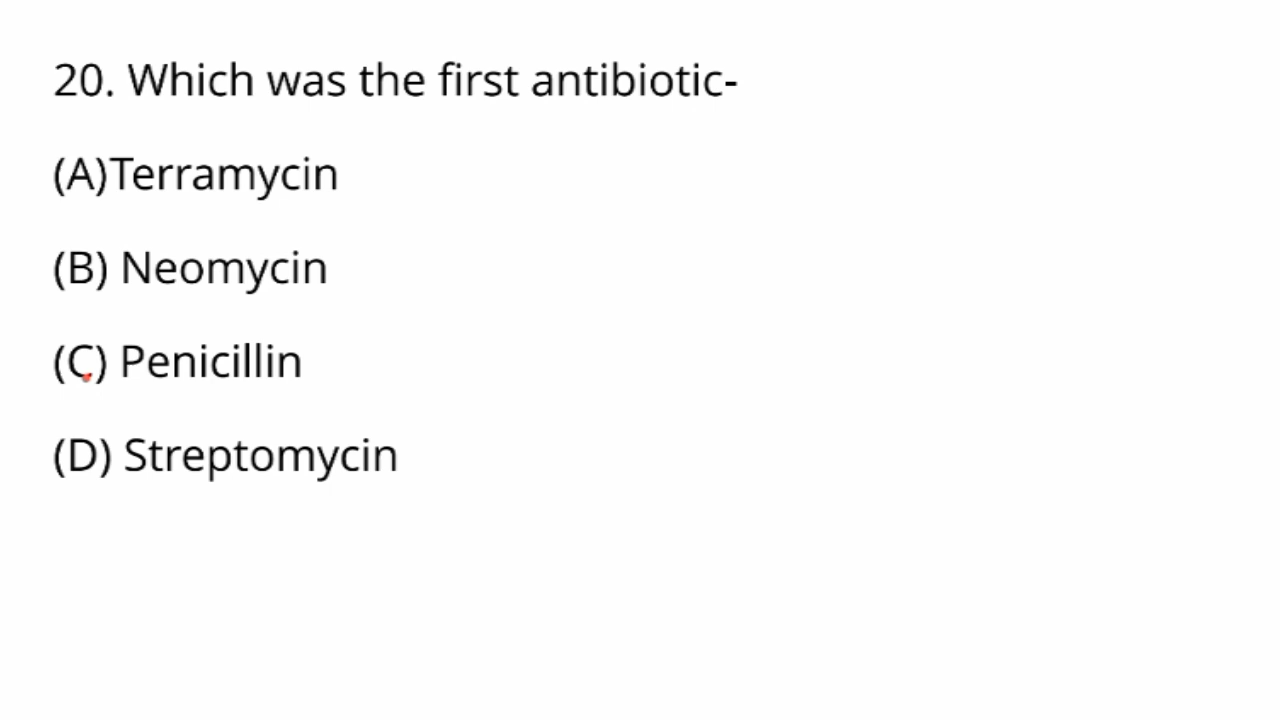 20. Which was the first antibiotic-
(A)Terramycin
(B) Neomycin
(C) Penicillin
(D) Streptomycin